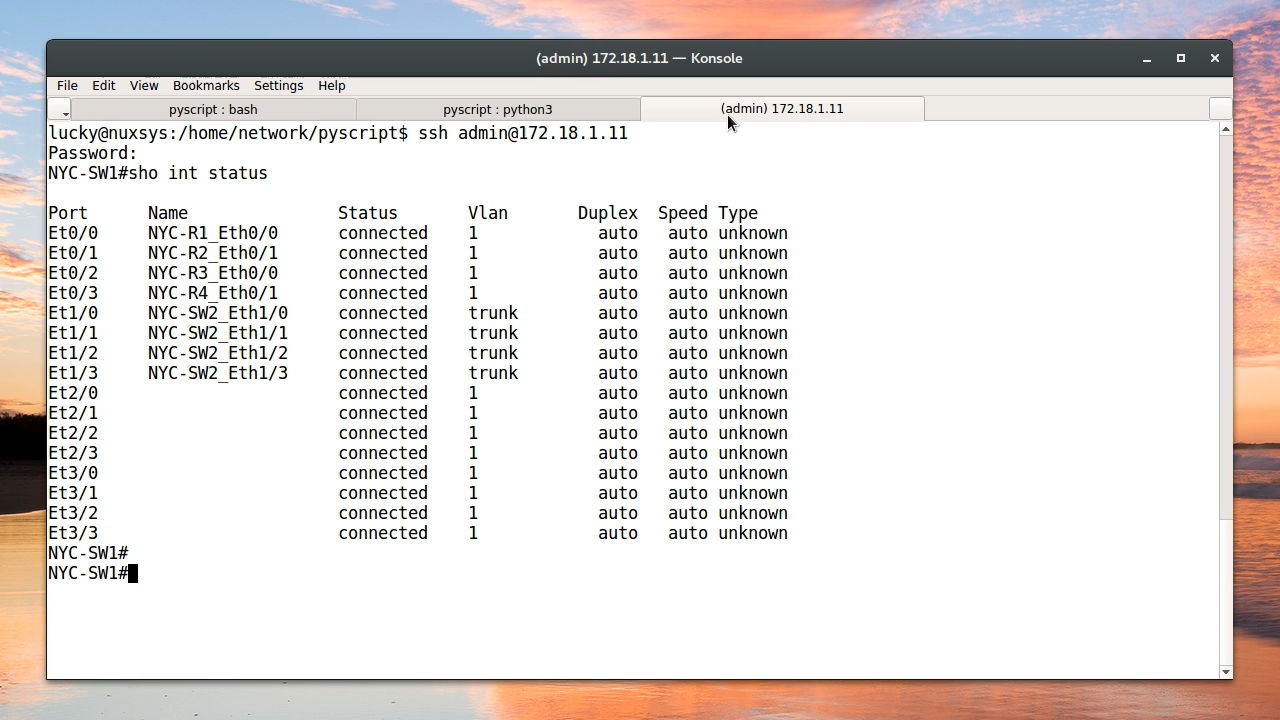 (admin) 172.18.1.11 — Konsole
File Edit View Bookmarks Settings Help
pyscript : bash pyscript : python3 (admin) 172.18.1.11
lucky@nuxsys:/home/network/pyscript$ ssh admin@172.18.1.11
Password:
NYC-SW1#sho int status
Port      Name               Status       Vlan       Duplex  Speed Type
Et0/0     NYC-R1_Eth0/0      connected    1            auto   auto unknown
Et0/1     NYC-R2_Eth0/1      connected    1            auto   auto unknown
Et0/2     NYC-R3_Eth0/0      connected    1            auto   auto unknown
Et0/3     NYC-R4_Eth0/1      connected    1            auto   auto unknown
Et1/0     NYC-SW2_Eth1/0     connected    trunk        auto   auto unknown
Et1/1     NYC-SW2_Eth1/1     connected    trunk        auto   auto unknown
Et1/2     NYC-SW2_Eth1/2     connected    trunk        auto   auto unknown
Et1/3     NYC-SW2_Eth1/3     connected    trunk        auto   auto unknown
Et2/0                        connected    1            auto   auto unknown
Et2/1                        connected    1            auto   auto unknown
Et2/2                        connected    1            auto   auto unknown
Et2/3                        connected    1            auto   auto unknown
Et3/0                        connected    1            auto   auto unknown
Et3/1                        connected    1            auto   auto unknown
Et3/2                        connected    1            auto   auto unknown
Et3/3                        connected    1            auto   auto unknown
NYC-SW1#
NYC-SW1#